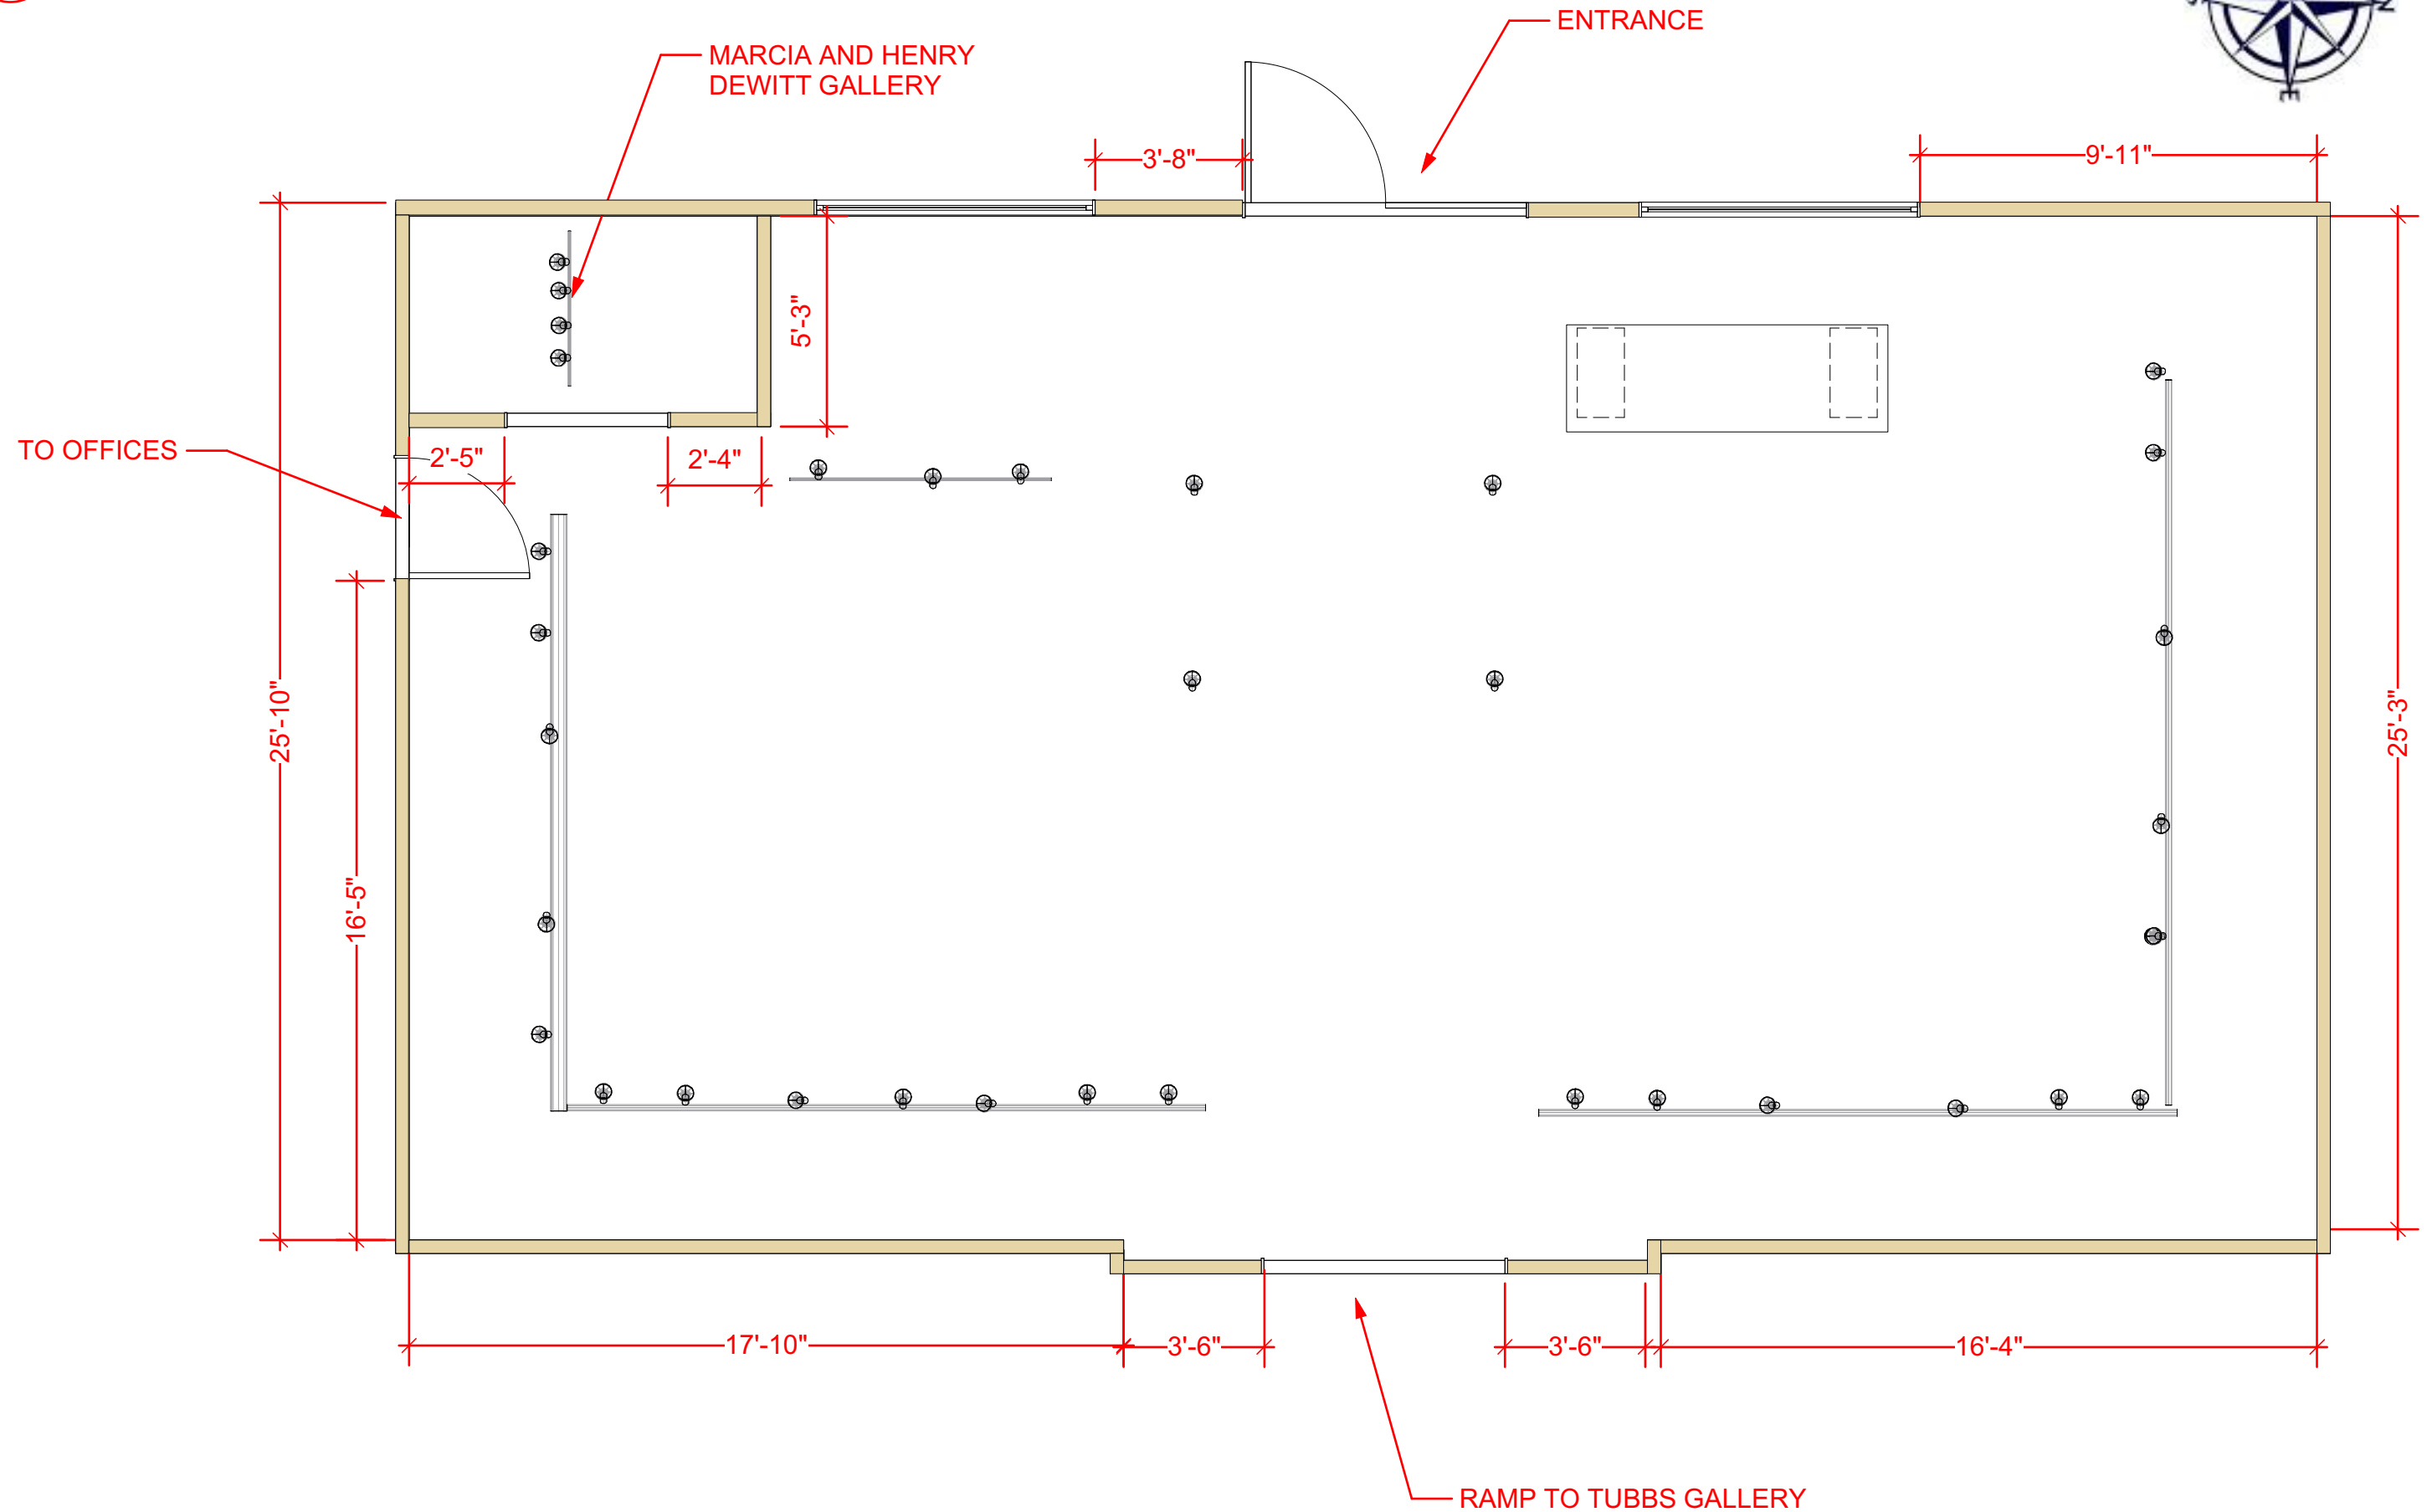 ENTRANCE
MARCIA AND HENRY
DEWITT GALLERY
E
3'-8"
9'-11"
5'-3"
TO OFFICES
2'-5"
2'-4"
25'-10"
25'-3"
16'-5"
17'-10"
3'-6"
3'-6"
16'-4"
RAMP TO TUBBS GALLERY